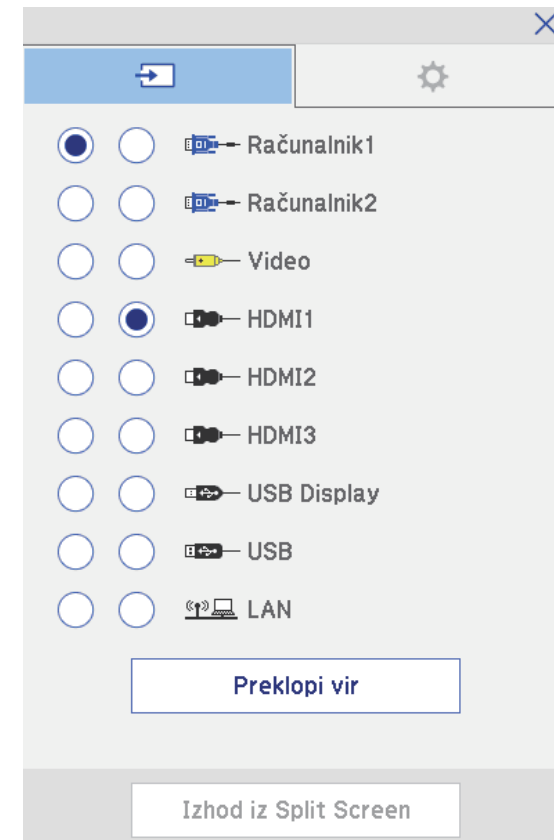 Računalnik1
Računalnik2
Video
HDMI1
HDMI2
HDMI3
USB Display
USB
LAN
Preklopi vir
Izhod iz Split Screen